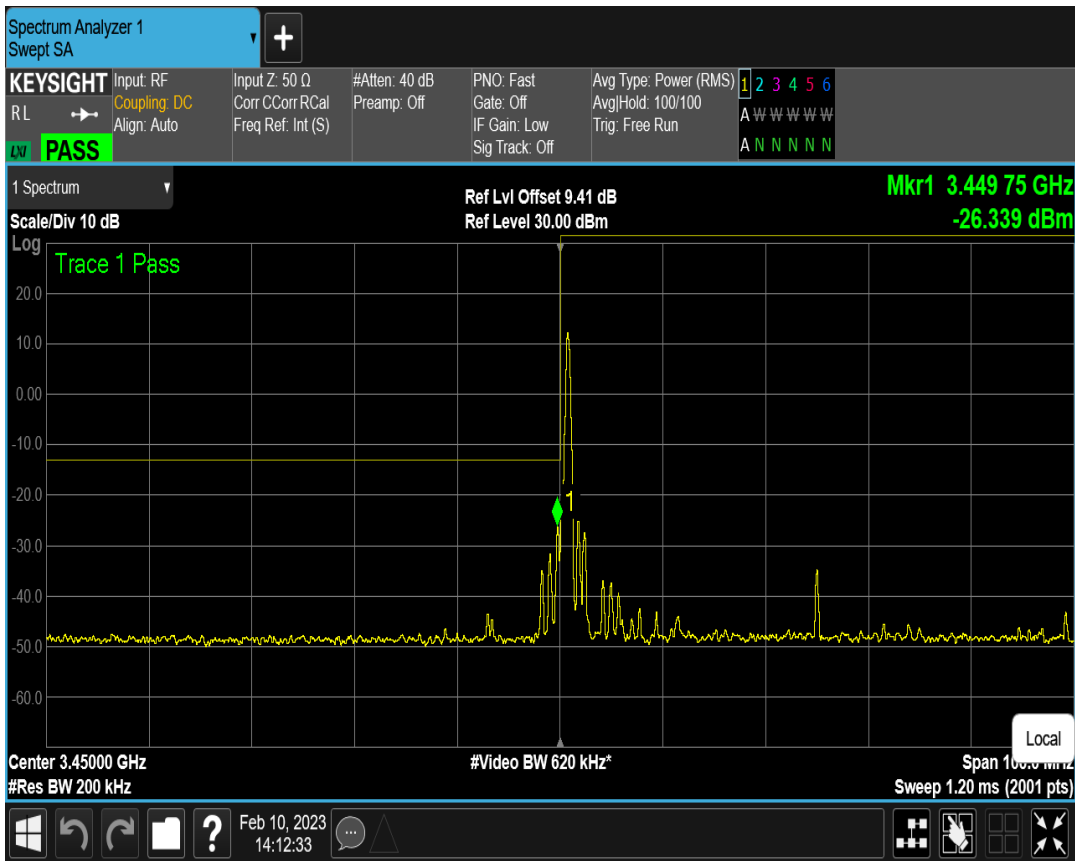 Spectrum Analyzer 1
Swept SA
+
KEYSIGHT Input: RF Input Z: 50 Ω #Atten: 40 dB PNO: Fast Avg Type: Power (RMS) 1 2 3 4 5 6
RL Coupling: DC Corr CCorr RCal Preamp: Off Gate: Off Avg|Hold: 100/100 A W W W W W
Align: Auto Freq Ref: Int (S) IF Gain: Low Trig: Free Run
LXI PASS Sig Track: Off A N N N N N
1 Spectrum Ref Lvl Offset 9.41 dB Mkr1 3.449 75 GHz
Scale/Div 10 dB Ref Level 30.00 dBm -26.339 dBm
Log
Trace 1 Pass
20.0
10.0
0.00
-10.0
-20.0
1
-30.0
-40.0
-50.0
-60.0
Local
Center 3.45000 GHz #Video BW 620 kHz* Span 100.0 MHz
#Res BW 200 kHz Sweep 1.20 ms (2001 pts)
? Feb 10, 2023
14:12:33